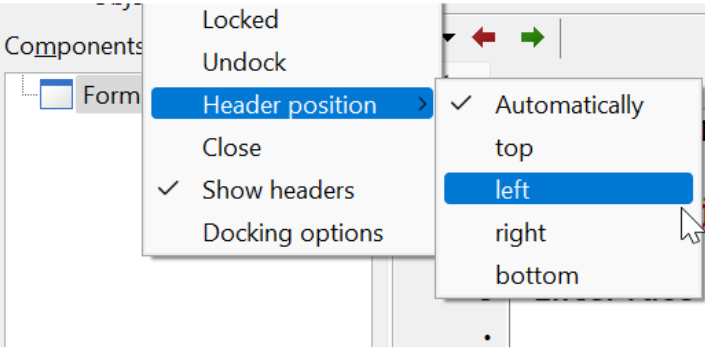 Locked
Components
Undock
Form
Header position
Automatically
Close
top
Show headers
left
Docking options
right
bottom